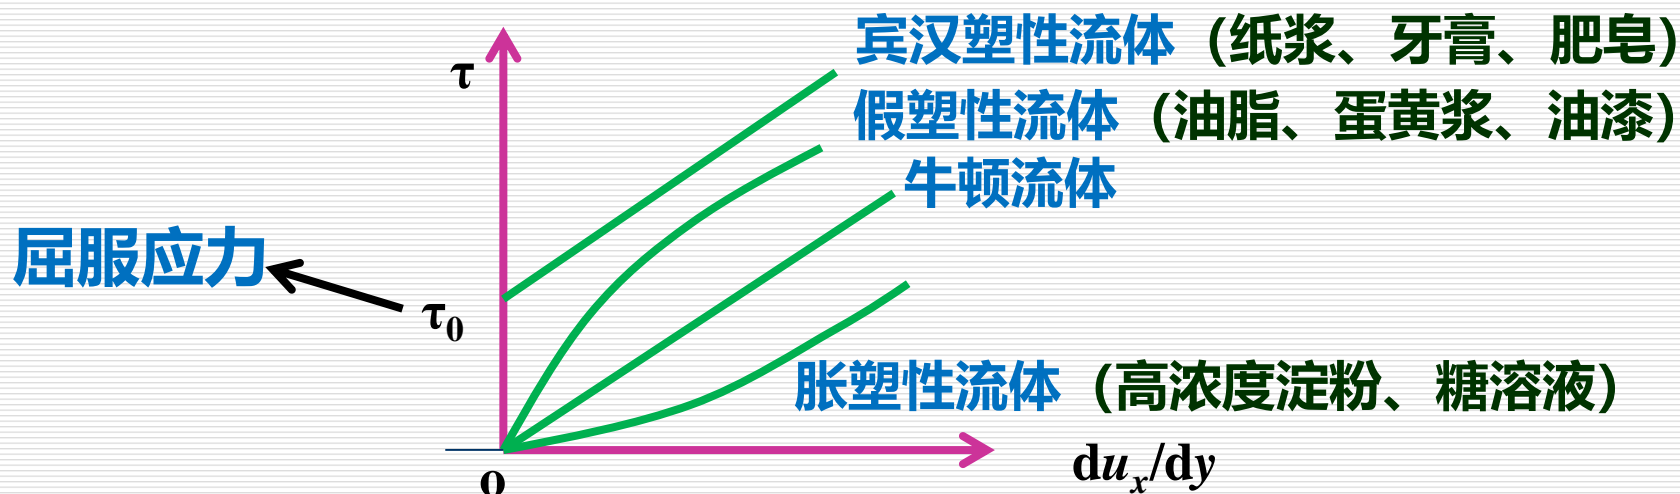 宾汉塑性流体（纸浆、牙膏、肥皂）
τ
假塑性流体（油脂、蛋黄浆、油漆）
牛顿流体
屈服应力
τ0
胀塑性流体（高浓度淀粉、糖溶液）
dux/dy
o